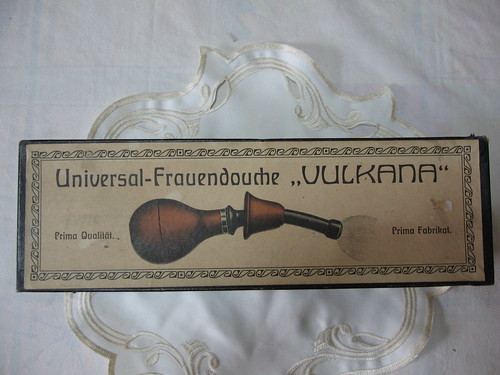 Universal-Frauendouche „VULKANA“
Prima Qualität.
Prima Fabrikat.